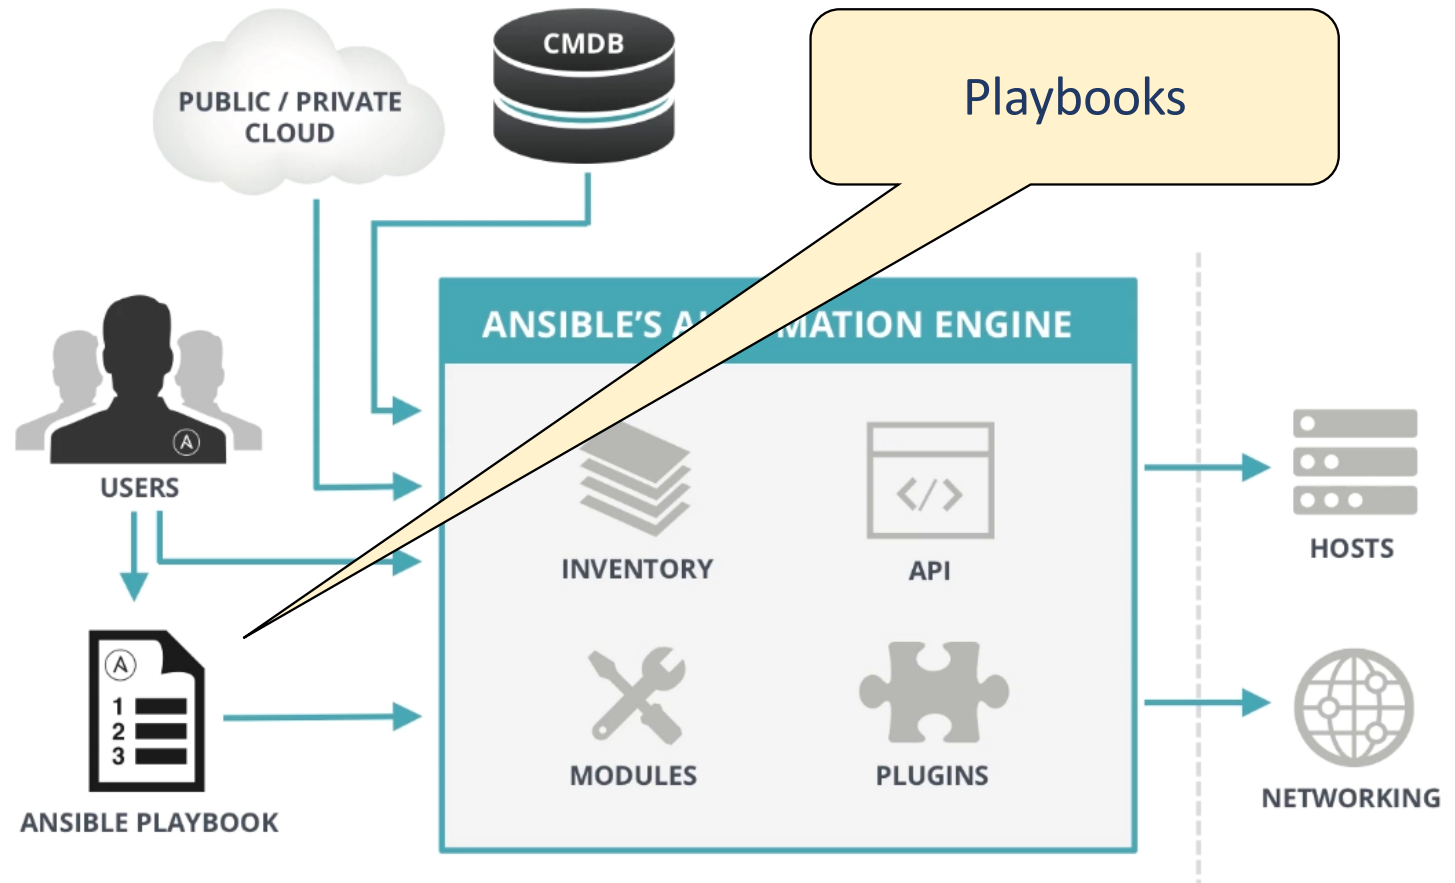 PUBLIC / PRIVATE
CLOUD
CMDB
Playbooks
ANSIBLE'S A MATION ENGINE
USERS
INVENTORY
API
HOSTS
A
1
2
3
MODULES
PLUGINS
NETWORKING
ANSIBLE PLAYBOOK